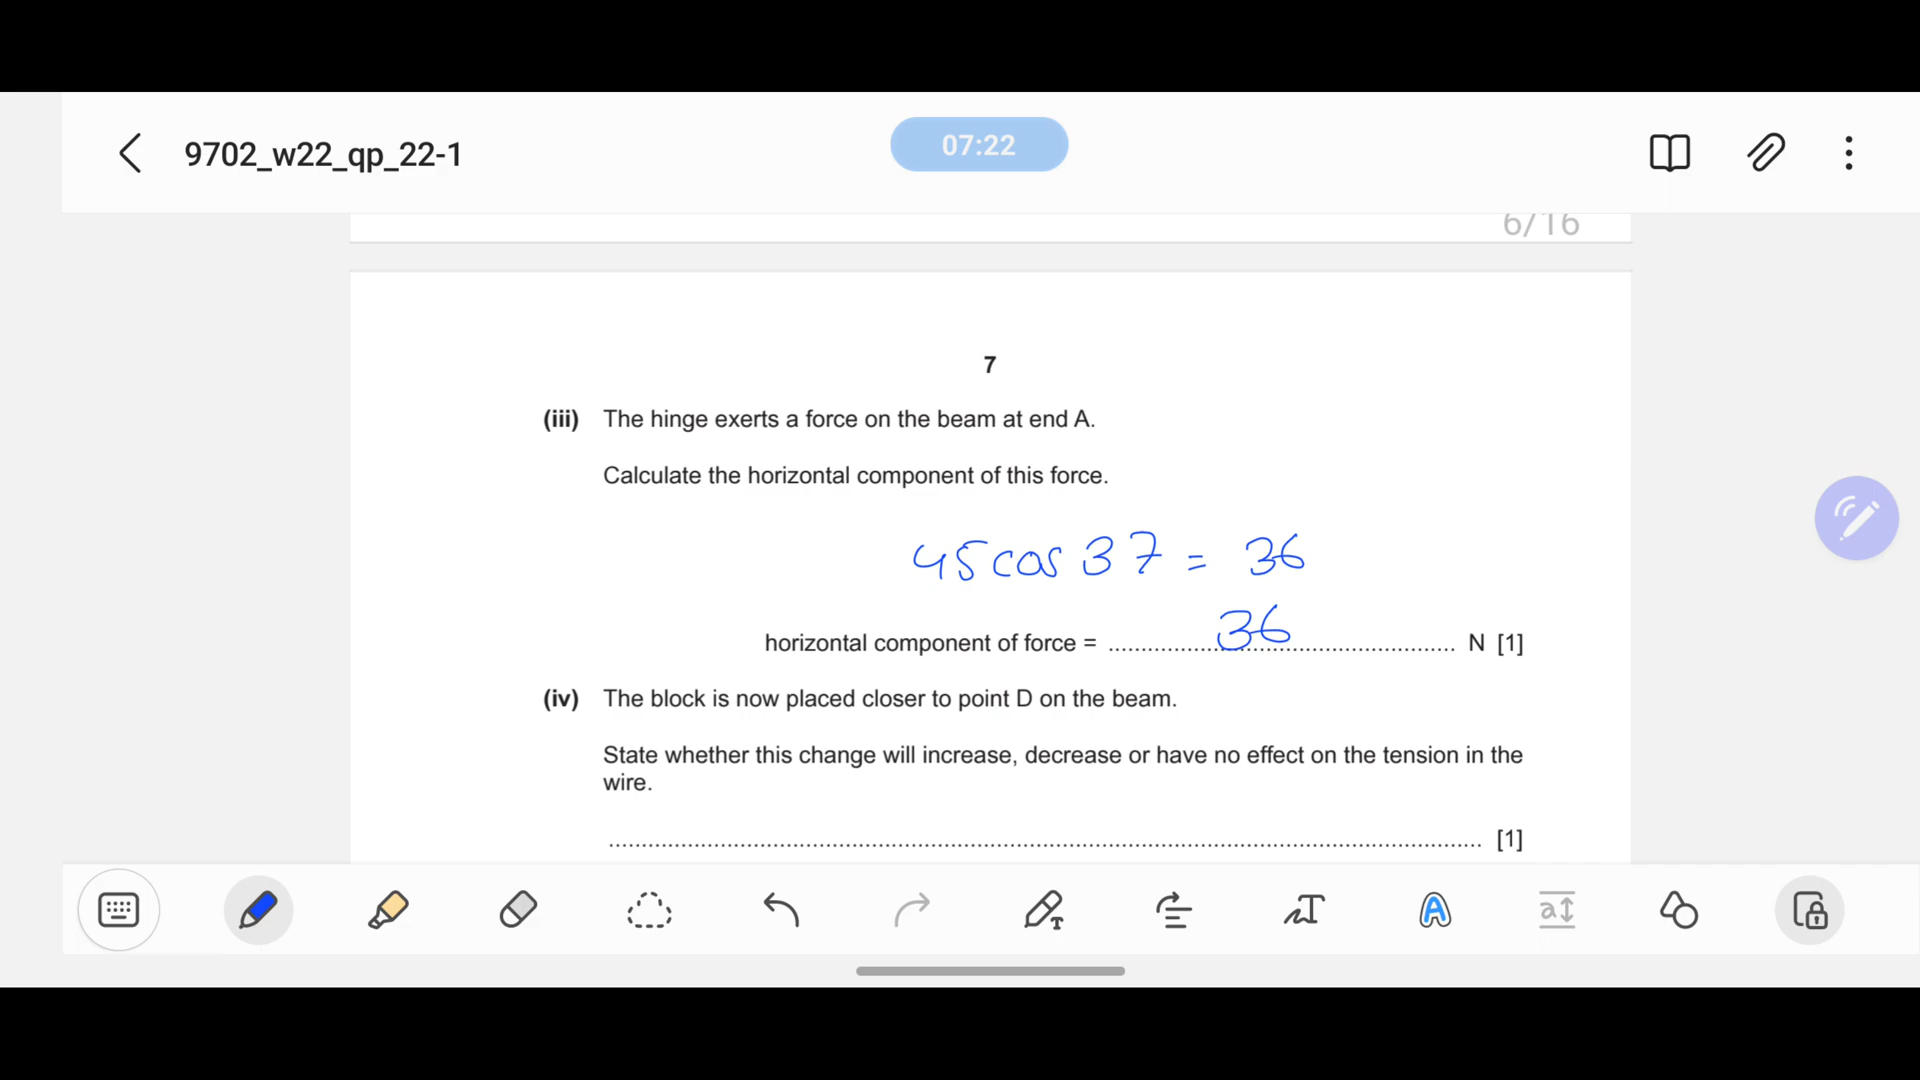 9702_w22_qp_22-1
07:22
6/16
7
(iii) The hinge exerts a force on the beam at end A.
Calculate the horizontal component of this force.
45 cos 37 = 36
36
horizontal component of force = ...................................................... N [1]
(iv) The block is now placed closer to point D on the beam.
State whether this change will increase, decrease or have no effect on the tension in the
wire.
.................................................................................................................................... [1]